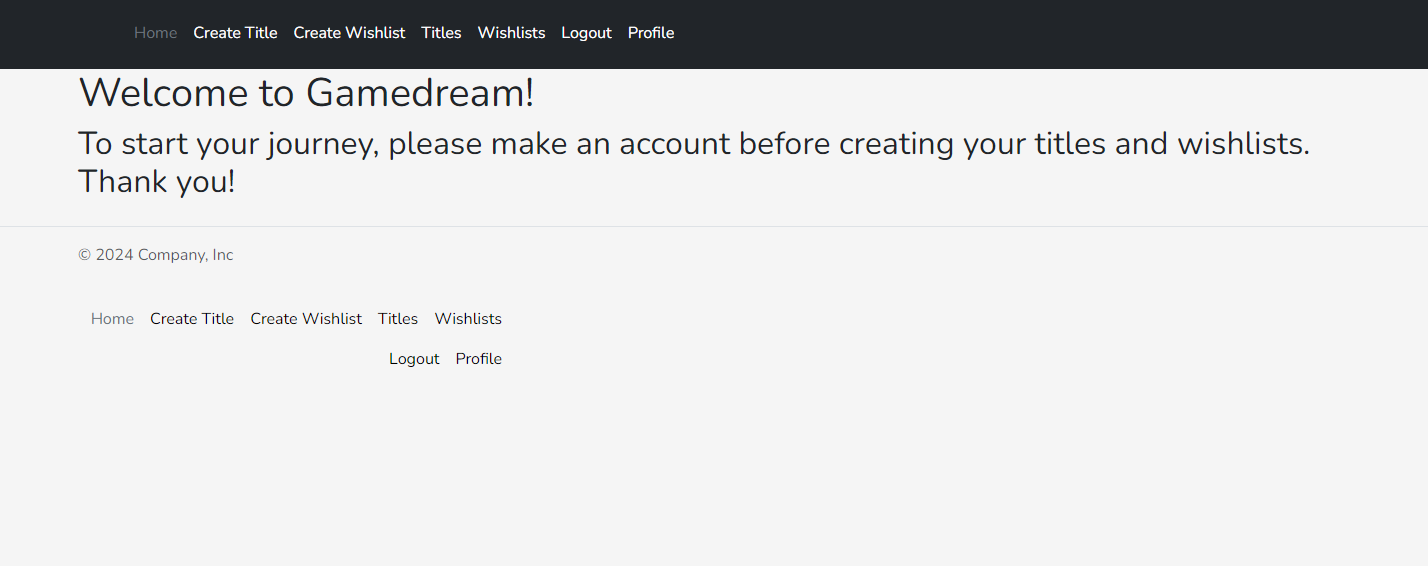 Home Create Title Create Wishlist Titles Wishlists Logout Profile
Welcome to Gamedream!
To start your journey, please make an account before creating your titles and wishlists.
Thank you!
© 2024 Company, Inc
Home Create Title Create Wishlist Titles Wishlists
Logout Profile